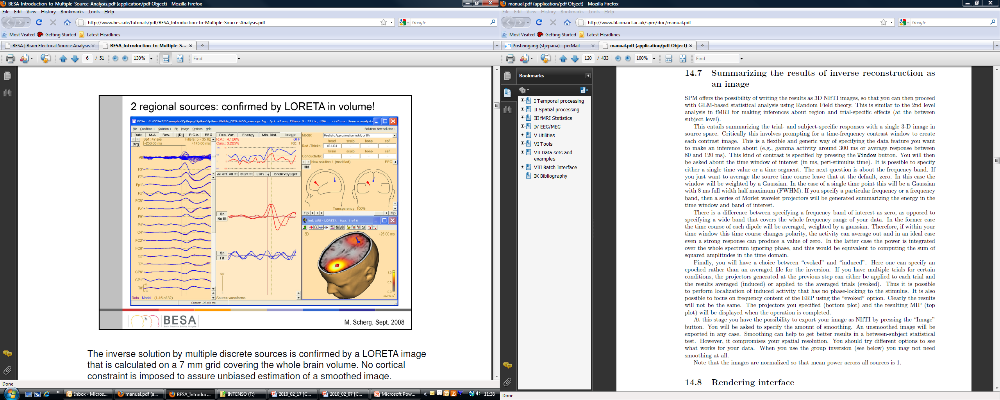 BESA_Introduction-to-Multiple-Source-Analysis.pdf (application/pdf Object) - Mozilla Firefox
File Edit View History Bookmarks Tools Help
http://www.besa.de/tutorials/pdf/BESA_Introduction-to-Multiple-Source-Analysis.pdf
Google
Most Visited Getting Started Latest Headlines
BESA | Brain Electrical Source Analysis
BESA_Introduction-to-Multiple-S...
6 / 51 130% Find
2 regional sources: confirmed by LORETA in volume!
BESA - C:\BESA52\Examples\Epilepsy\Spikes\Spikes-Child4_EEG+MEG_average.fsg - Sp1: 47 avs, Filters: 5 - 35 Hz, -250 ... +145 ms - Source analysis
File Condition 1 Solution 1 Fit Image Options Help
Solution: New solution 1
Data M-A Res. ||D|| P.C.A. EEG
Sp1: 47 avs Filters: 5 - 35 Hz
-250.00 ms +145.00 ms
Org
All
F3'
F7'
Fp1'
Pz'
FC5'
Fz'
F9'
P4'
C4'
FC2'
FC6'
Cz'
T7'
CP6'
CP1'
T8'
Data Model (1-16 of 32)
Cursor: -25.00 ms
Res. Var. Energy Min. Dist. Image
R.V.: 4.106% GFP
Curs.: 3.285% RC: 1
All off All fit Start fit LOR BrainVoyager
On
No fit
On
Fit
+200
0
Source waveforms
Model: Realistic Approximation (adult, cr 80)
head scalp bone csf
Rad./Thickn.: 83.1334 - - -
brain scalp bone csf
Conductivity: - - - -
New solution 1 (modified) EEG +
Hld
Transparency: 100%
Flp Flp
Ind. MRI - LORETA Max. 1 of 6
3D -25.00 ms
1.0
0.5
0.0
nAm/cm³
BESA
Brain Electrical Source Analysis
M. Scherg, Sept. 2008
The inverse solution by multiple discrete sources is confirmed by a LORETA image
that is calculated on a 7 mm grid covering the whole brain volume. No cortical
constraint is imposed to assure unbiased estimation of a smoothed image.
Done
Inbox - Micros... manual.pdf (a... BESA_Introduc... INTENSO (F:) 2010_02_17 [C... 2010_02_07 [C... Microsoft Pow... 11:38
manual.pdf (application/pdf Object) - Mozilla Firefox
File Edit View History Bookmarks Tools Help
http://www.fil.ion.ucl.ac.uk/spm/doc/manual.pdf
Google
Most Visited Getting Started Latest Headlines
Posteingang (stjepana) - perMail
manual.pdf (application/pdf Object)
120 / 433 100% Find
Bookmarks
I Temporal processing
II Spatial processing
III fMRI Statistics
IV EEG/MEG
V Utilities
VI Tools
VII Data sets and
examples
VIII Batch Interface
IX Bibliography
14.7 Summarizing the results of inverse reconstruction as
an image
SPM offers the possibility of writing the results as 3D NIfTI images, so that you can then proceed
with GLM-based statistical analysis using Random Field theory. This is similar to the 2nd level
analysis in fMRI for making inferences about region and trial-specific effects (at the between
subject level).
This entails summarizing the trial- and subject-specific responses with a single 3-D image in
source space. Critically this involves prompting for a time-frequency contrast window to create
each contrast image. This is a flexible and generic way of specifying the data feature you want
to make an inference about (e.g., gamma activity around 300 ms or average response between
80 and 120 ms). This kind of contrast is specified by pressing the Window button. You will then
be asked about the time window of interest (in ms, peri-stimulus time). It is possible to specify
either a single time value or a time segment. The next question is about the frequency band. If
you just want to average the source time course leave that at the default, zero. In this case the
window will be weighted by a Gaussian. In the case of a single time point this will be a Gaussian
with 8 ms full width half maximum (FWHM). If you specify a particular frequency or a frequency
band, then a series of Morlet wavelet projectors will be generated summarizing the energy in the
time window and band of interest.
There is a difference between specifying a frequency band of interest as zero, as opposed to
specifying a wide band that covers the whole frequency range of your data. In the former case
the time course of each dipole will be averaged, weighted by a gaussian. Therefore, if within your
time window this time course changes polarity, the activity can average out and in an ideal case
even a strong response can produce a value of zero. In the latter case the power is integrated
over the whole spectrum ignoring phase, and this would be equivalent to computing the sum of
squared amplitudes in the time domain.
Finally, you will have a choice between “evoked” and “induced”. Here one can specify an
epoched rather than an averaged file for the inversion. If you have multiple trials for certain
conditions, the projectors generated at the previous step can either be applied to each trial and
the results averaged (induced) or applied to the averaged trials (evoked). Thus it is possible
to perform localization of induced activity that has no phase-locking to the stimulus. It is also
possible to focus on frequency content of the ERP using the “evoked” option. Clearly the results
will not be the same. The projectors you specified (bottom plot) and the resulting MIP (top
plot) will be displayed when the operation is completed.
At this stage you have the possibility to export your image as NIfTI by pressing the “Image”
button. You will be asked to specify the amount of smoothing. An unsmoothed image will be
exported in any case. Smoothing can help to get better results in a between-subject statistical
test. However, it compromises your spatial resolution. You should try different options to see
what works for your data. When you use the group inversion (see below) you may not need
smoothing at all.
Note that the images are normalized so that mean power across all sources is 1.
14.8 Rendering interface
Done